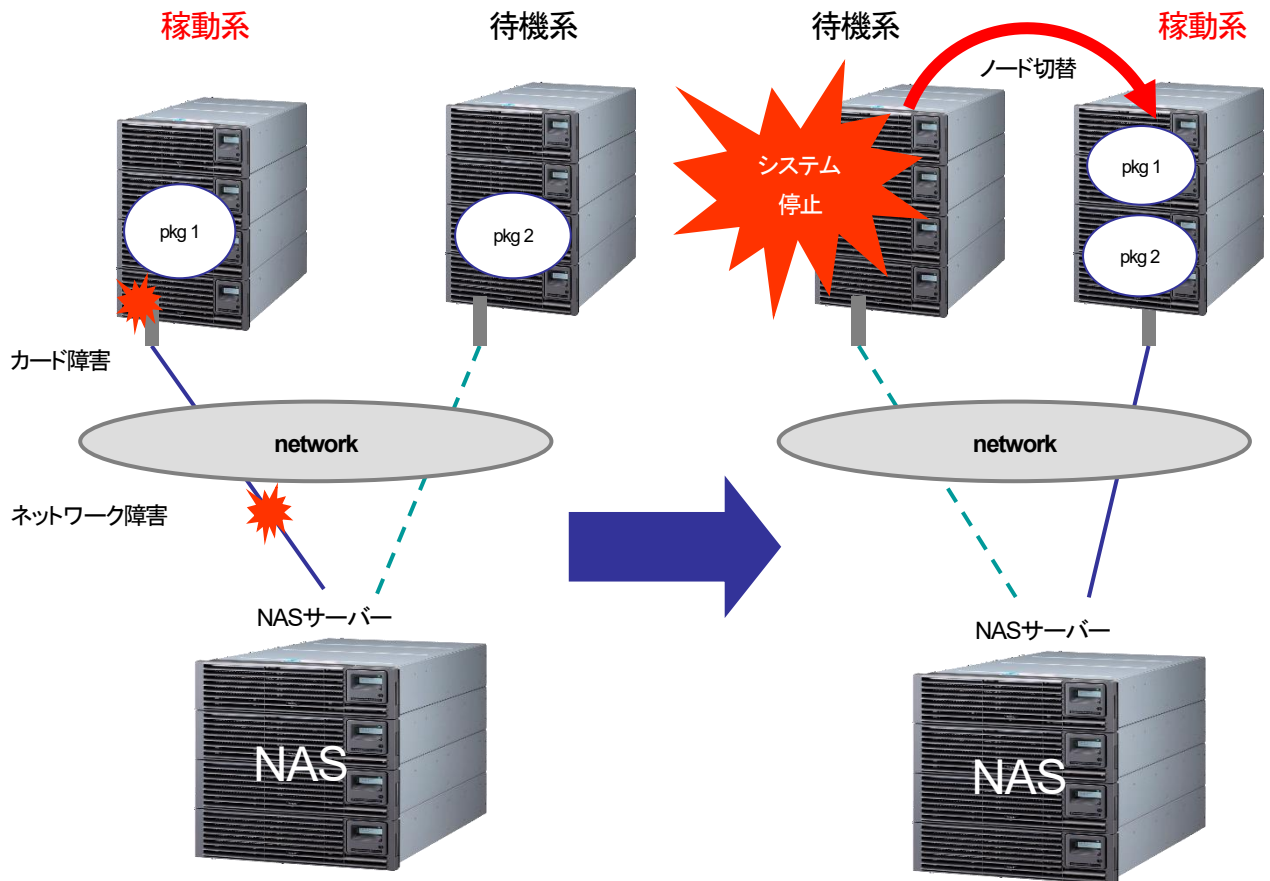 稼動系
待機系
待機系
稼動系
ノード切替
システム
停止
pkg 1
pkg 2
pkg 1
pkg 2
カード障害
network
network
ネットワーク障害
NASサーバー
NASサーバー
NAS
NAS